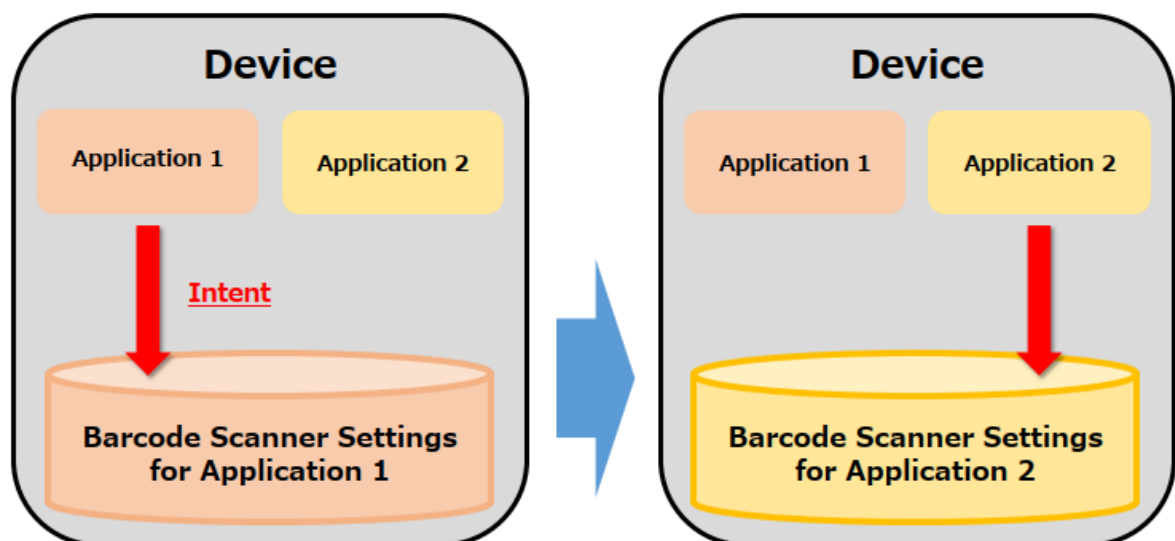 Device
Application 1
Application 2
Intent
Barcode Scanner Settings
for Application 1
Device
Application 1
Application 2
Barcode Scanner Settings
for Application 2